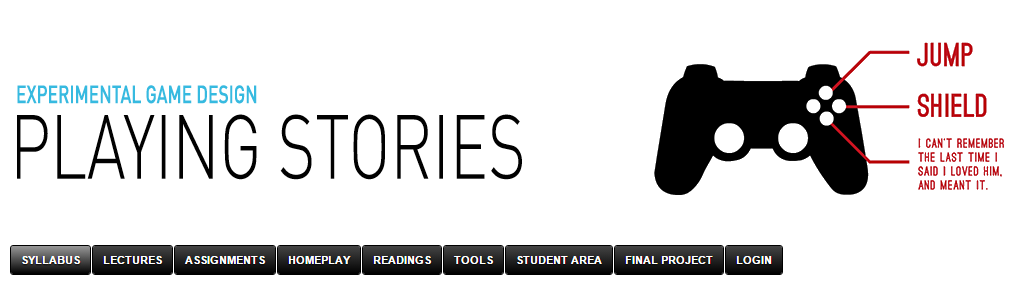 EXPERIMENTAL GAME DESIGN
PLAYING STORIES
JUMP
SHIELD
I CAN'T REMEMBER
THE LAST TIME I
SAID I LOVED HIM,
AND MEANT IT.
SYLLABUS LECTURES ASSIGNMENTS HOMEPLAY READINGS TOOLS STUDENT AREA FINAL PROJECT LOGIN